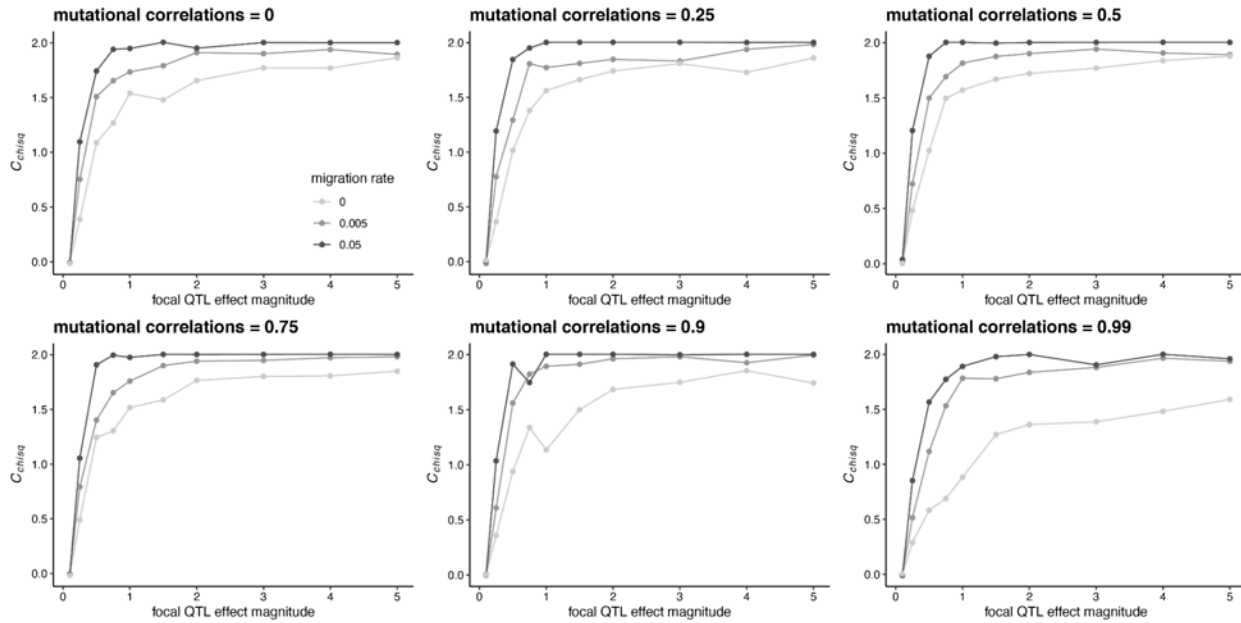 mutational correlations = 0
2.0
1.5
1.0
0.5
0.0
C chisq
migration rate
0
0.005
0.05
0 1 2 3 4 5
focal QTL effect magnitude
mutational correlations = 0.25
2.0
1.5
1.0
0.5
0.0
C chisq
0 1 2 3 4 5
focal QTL effect magnitude
mutational correlations = 0.5
2.0
1.5
1.0
0.5
0.0
C chisq
0 1 2 3 4 5
focal QTL effect magnitude
mutational correlations = 0.75
2.0
1.5
1.0
0.5
0.0
C chisq
0 1 2 3 4 5
focal QTL effect magnitude
mutational correlations = 0.9
2.0
1.5
1.0
0.5
0.0
C chisq
0 1 2 3 4 5
focal QTL effect magnitude
mutational correlations = 0.99
2.0
1.5
1.0
0.5
0.0
C chisq
0 1 2 3 4 5
focal QTL effect magnitude